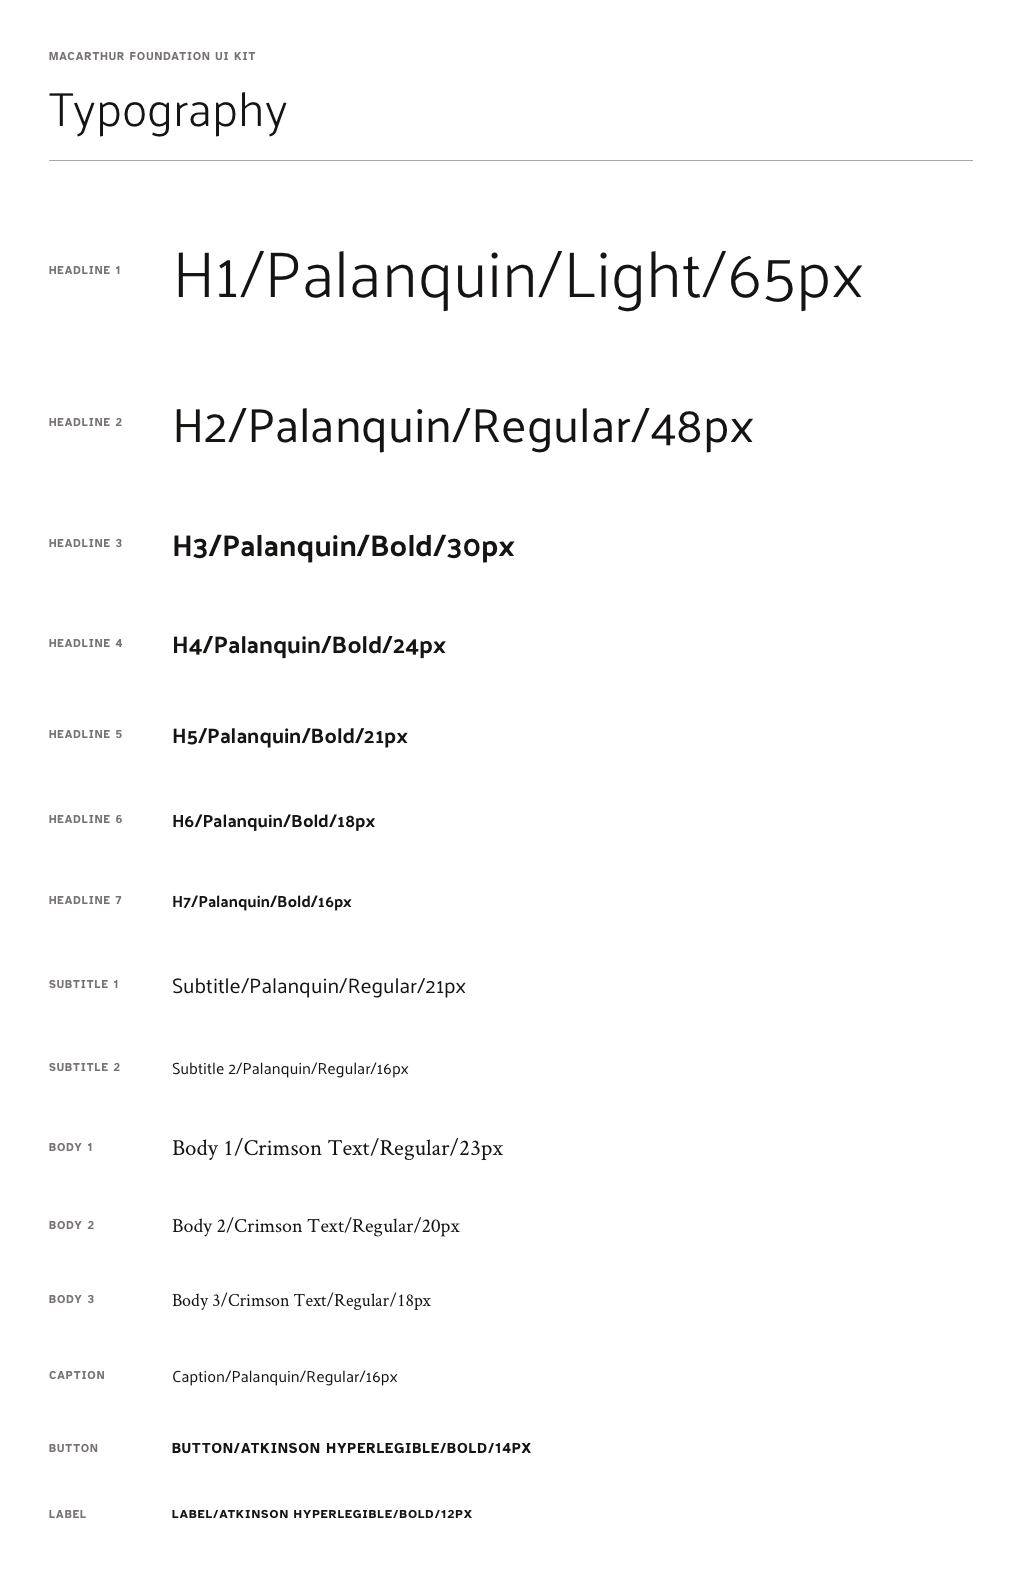 MACARTHUR FOUNDATION UI KIT
Typography
HEADLINE 1 H1/Palanquin/Light/65px
HEADLINE 2 H2/Palanquin/Regular/48px
HEADLINE 3 H3/Palanquin/Bold/30px
HEADLINE 4 H4/Palanquin/Bold/24px
HEADLINE 5 H5/Palanquin/Bold/21px
HEADLINE 6 H6/Palanquin/Bold/18px
HEADLINE 7 H7/Palanquin/Bold/16px
SUBTITLE 1 Subtitle/Palanquin/Regular/21px
SUBTITLE 2 Subtitle 2/Palanquin/Regular/16px
BODY 1 Body 1/Crimson Text/Regular/23px
BODY 2 Body 2/Crimson Text/Regular/20px
BODY 3 Body 3/Crimson Text/Regular/18px
CAPTION Caption/Palanquin/Regular/16px
BUTTON BUTTON/ATKINSON HYPERLEGIBLE/BOLD/14PX
LABEL LABEL/ATKINSON HYPERLEGIBLE/BOLD/12PX